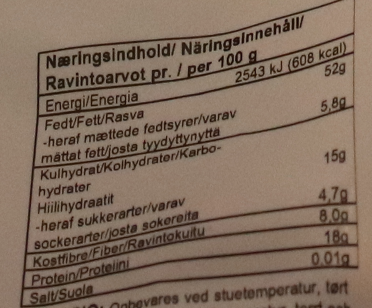 Næringsindhold/ Näringsinnehåll/
Ravintoarvot pr. / per 100 g
Energi/Energia 2543 kJ (608 kcal)
Fedt/Fett/Rasva 52g
-heraf mættede fedtsyrer/varav
mättat fett/josta tyydyttynyttä 5,8g
Kulhydrat/Kolhydrater/Karbo-
hydrater
Hiilihydraatit 15g
-heraf sukkerarter/varav
sockerarter/josta sokereita 4,7g
Kostfibre/Fiber/Ravintokuitu 8,0g
Protein/Proteiini 18g
Salt/Suola 0,01g
Opbevares ved stuetemperatur, tørt